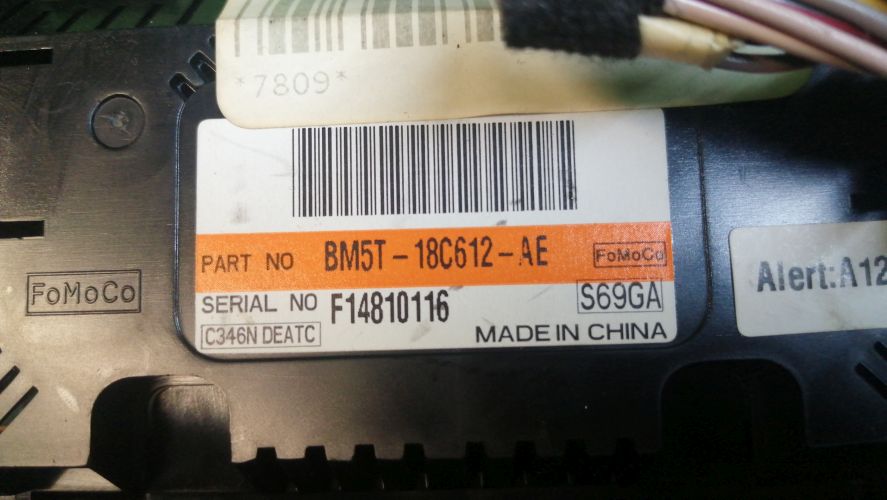 *7809*
PART NO BM5T-18C612-AE FoMoCo
FoMoCo
SERIAL NO F14810116 S69GA
C346N DEATC MADE IN CHINA
Alert:A12